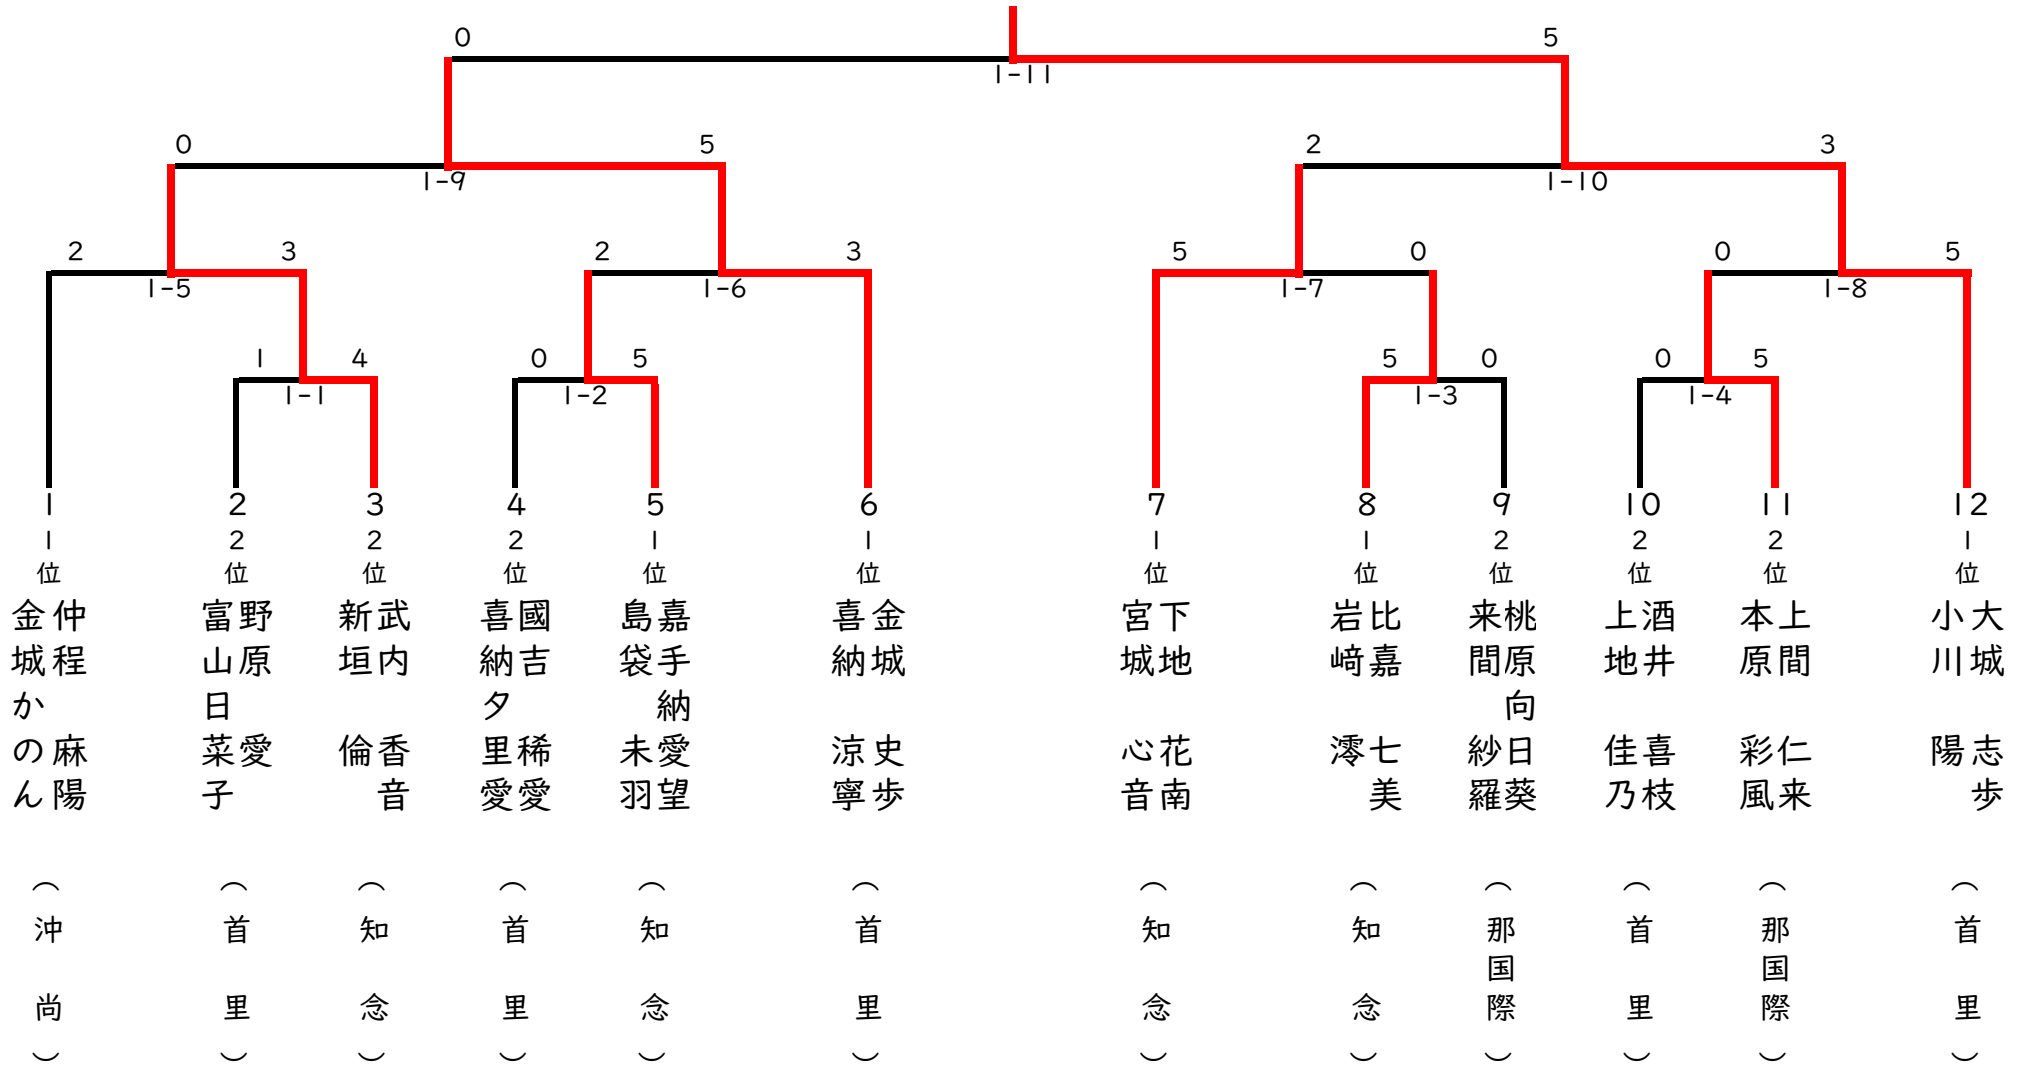 0 5
1-11
0 5 2 3
1-9 1-10
2 3 2 3 5 0 0 5
1-5 1-6 1-7 1-8
1 4 0 5 5 0 0 5
1-1 1-2 1-3 1-4
1
1位
仲程 麻陽
金城かのん
(沖尚)
2
2位
野原 愛
富山日菜子
(首里)
3
2位
武内 香音
新垣 倫
(知念)
4
2位
國吉 稀愛
喜納夕里愛
(首里)
5
1位
嘉手納愛望
島袋 未羽
(知念)
6
1位
金城 史歩
喜納 涼寧
(首里)
7
1位
下地 花南
宮城 心音
(知念)
8
1位
比嘉 七美
岩﨑 澪
(知念)
9
2位
桃原向日葵
来間 紗羅
(那国際)
10
2位
酒井 喜枝
上地 佳乃
(首里)
11
2位
上間 仁来
本原 彩風
(那国際)
12
1位
大城 志歩
小川 陽
(首里)